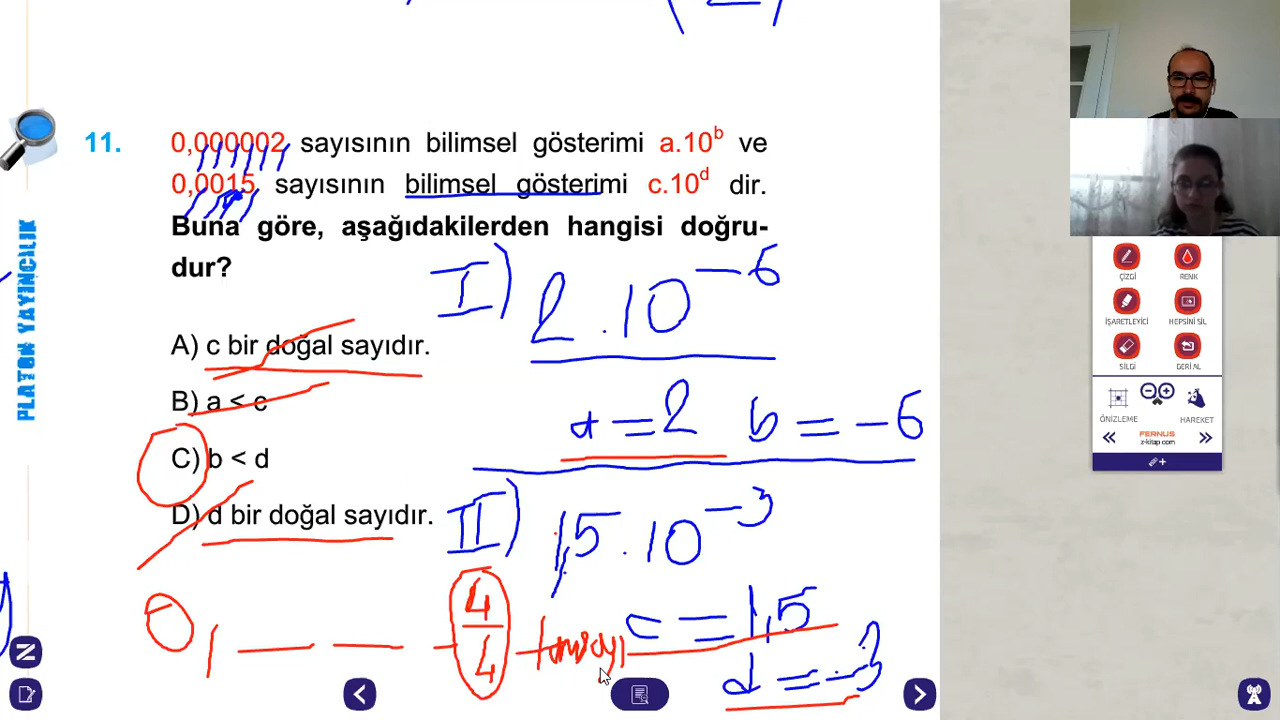 11. 0,000002 sayısının bilimsel gösterimi a.10ᵇ ve
0,0015 sayısının bilimsel gösterimi c.10ᵈ dir.
Buna göre, aşağıdakilerden hangisi doğru-
dur?
A) c bir doğal sayıdır.
B) a < c
C) b < d
D) d bir doğal sayıdır.
I) 2.10⁻⁶
a = 2 b = -6
II) 1,5.10⁻³
c = 1,5
d = -3
0,
4
4
tamsayı
PLATON YAYINCILIK
ÇİZGİ
RENK
İŞARETLEYİCİ
HEPSİNİ SİL
SİLGİ
GERİ AL
ÖNİZLEME
HAREKET
FERNUS
z-kitap.com
Z